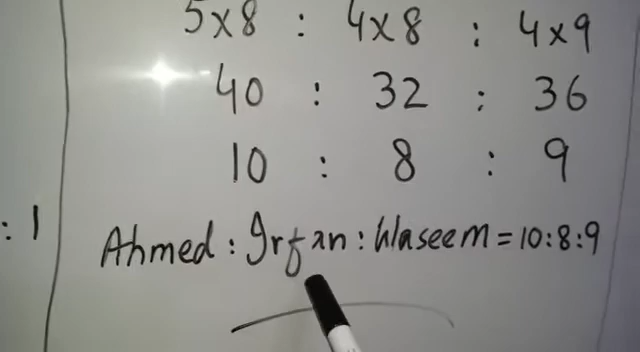 5x8 : 4x8 : 4x9
40 : 32 : 36
10 : 8 : 9
: 1
Ahmed : Irfan : Waseem = 10:8:9